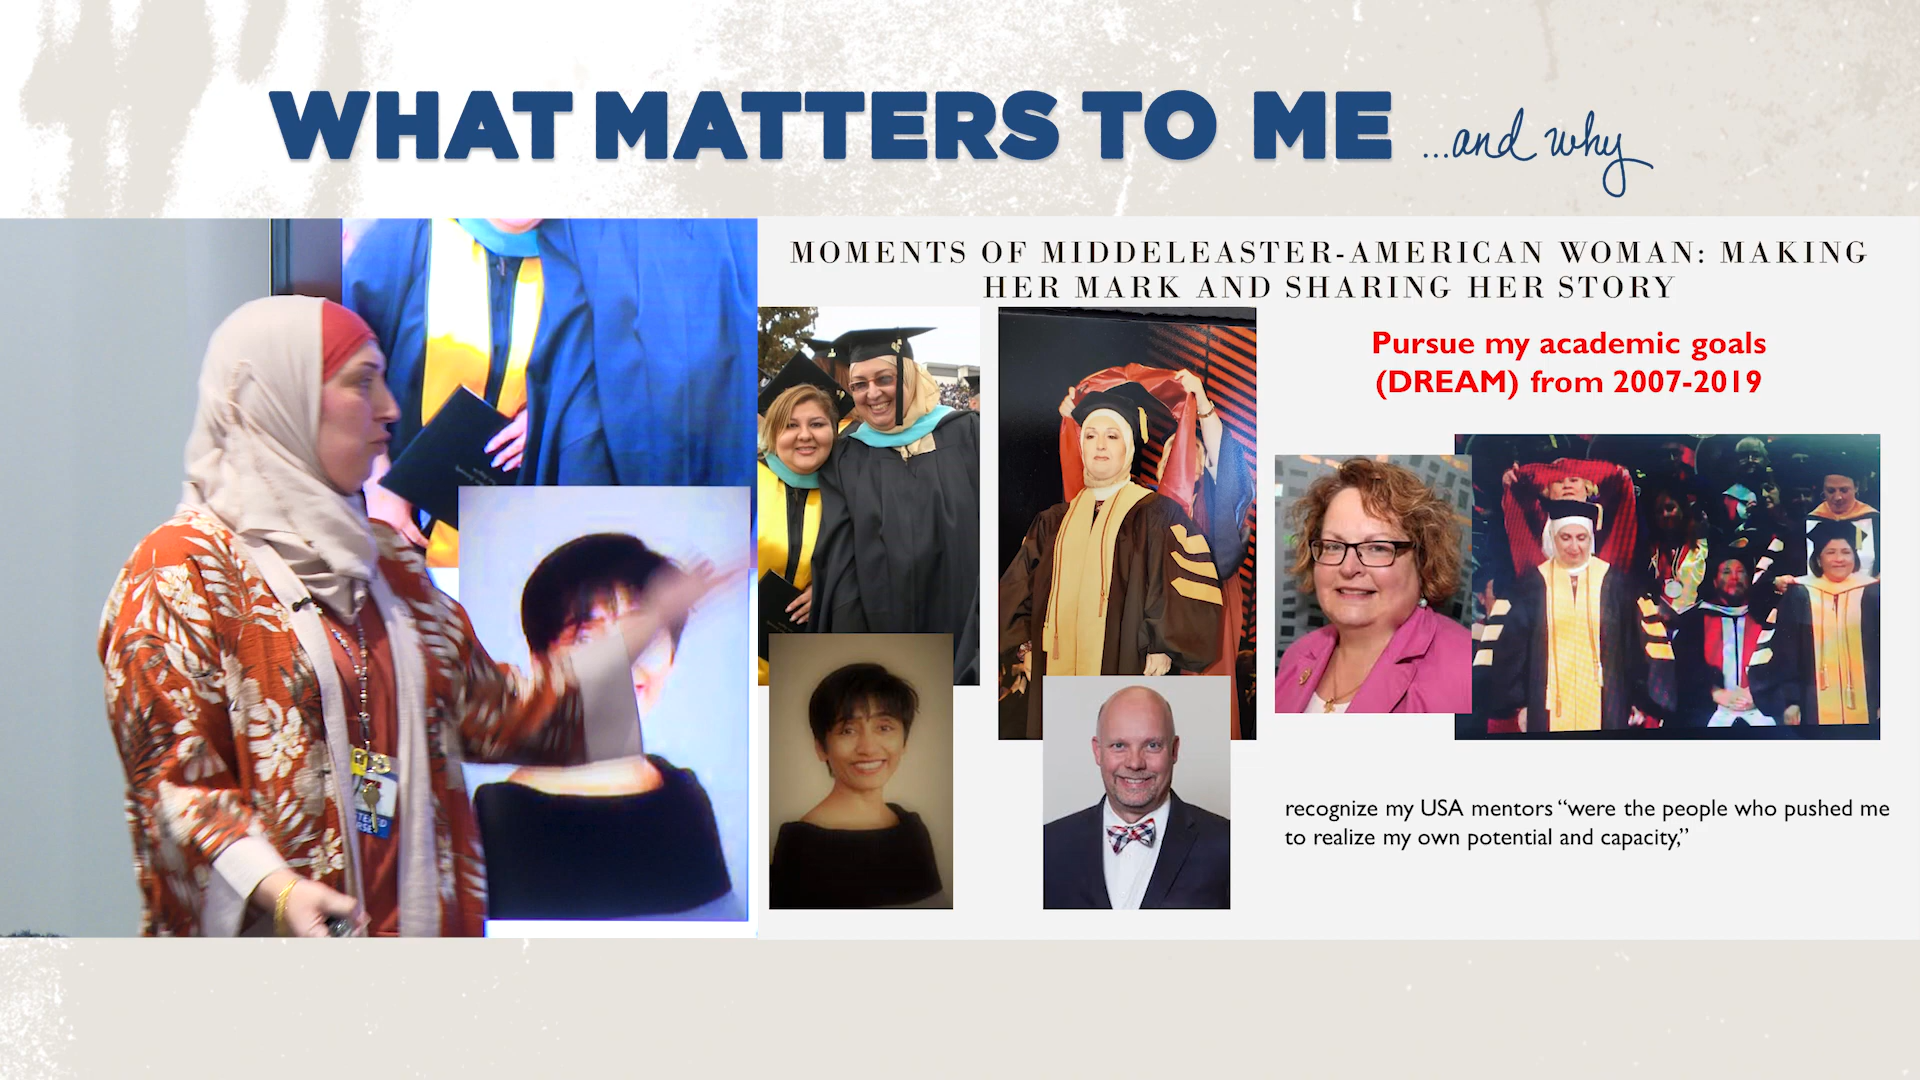 WHAT MATTERS TO ME ...and why
MOMENTS OF MIDDELEASTER-AMERICAN WOMAN: MAKING
HER MARK AND SHARING HER STORY
Pursue my academic goals
(DREAM) from 2007-2019
recognize my USA mentors “were the people who pushed me
to realize my own potential and capacity,”